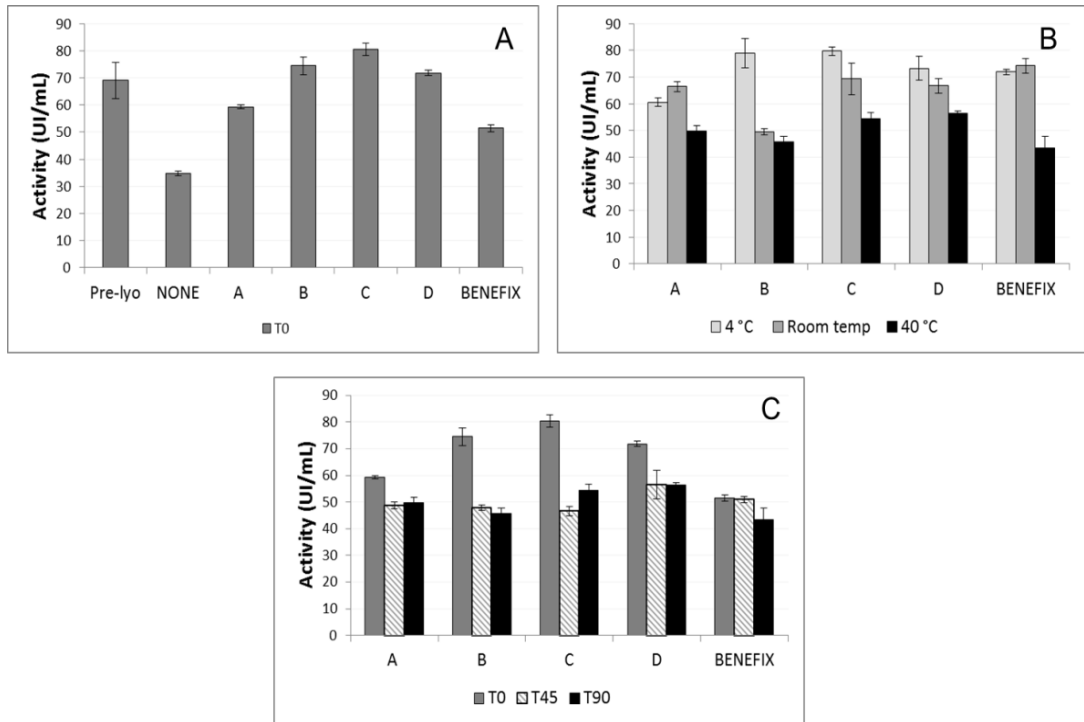 A
Activity (UI/mL)
90
80
70
60
50
40
30
20
10
0
Pre-lyo NONE A B C D BENEFIX
T0
B
Activity (UI/mL)
90
80
70
60
50
40
30
20
10
0
A B C D BENEFIX
4 °C Room temp 40 °C
C
Activity (UI/mL)
90
80
70
60
50
40
30
20
10
0
A B C D BENEFIX
T0 T45 T90